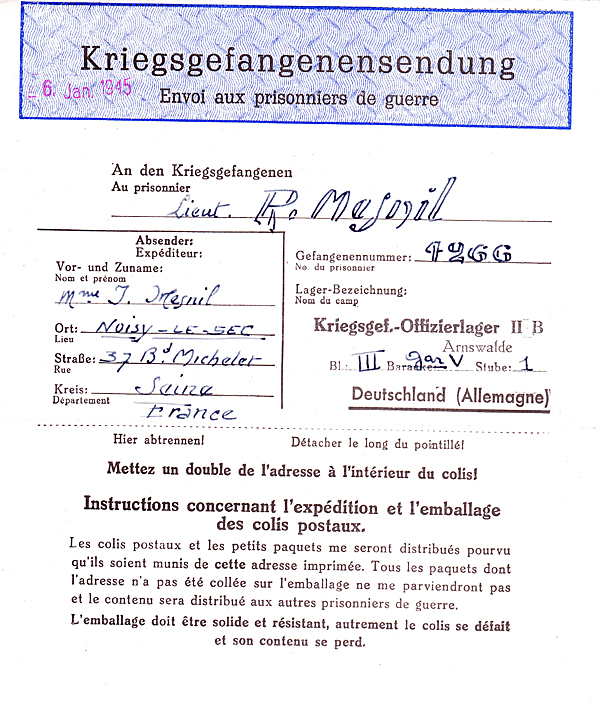 Kriegsgefangenensendung
6. Jan. 1945
Envoi aux prisonniers de guerre
An den Kriegsgefangenen
Au prisonnier
Lieut. P. Mesnil
Absender:
Expéditeur:
Vor- und Zuname:
Nom et prénom
Mme J. Mesnil
Ort: NOISY-LE-SEC
Lieu
Straße: 37 Bd. Michelet
Rue
Kreis: Seine
Département
France
Gefangenennummer: 1266
No. du prisonnier
Lager-Bezeichnung:
Nom du camp
Kriegsgef.-Offizierlager II B
Arnswalde
Bl.: III Baracke V Stube: 1
Deutschland (Allemagne)
Hier abtrennen! Détacher le long du pointillé!
Mettez un double de l'adresse à l'intérieur du colis!
Instructions concernant l'expédition et l'emballage
des colis postaux.
Les colis postaux et les petits paquets me seront distribués pourvu
qu'ils soient munis de cette adresse imprimée. Tous les paquets dont
l'adresse n'a pas été collée sur l'emballage ne me parviendront pas
et le contenu sera distribué aux autres prisonniers de guerre.
L'emballage doit être solide et résistant, autrement le colis se défait
et son contenu se perd.